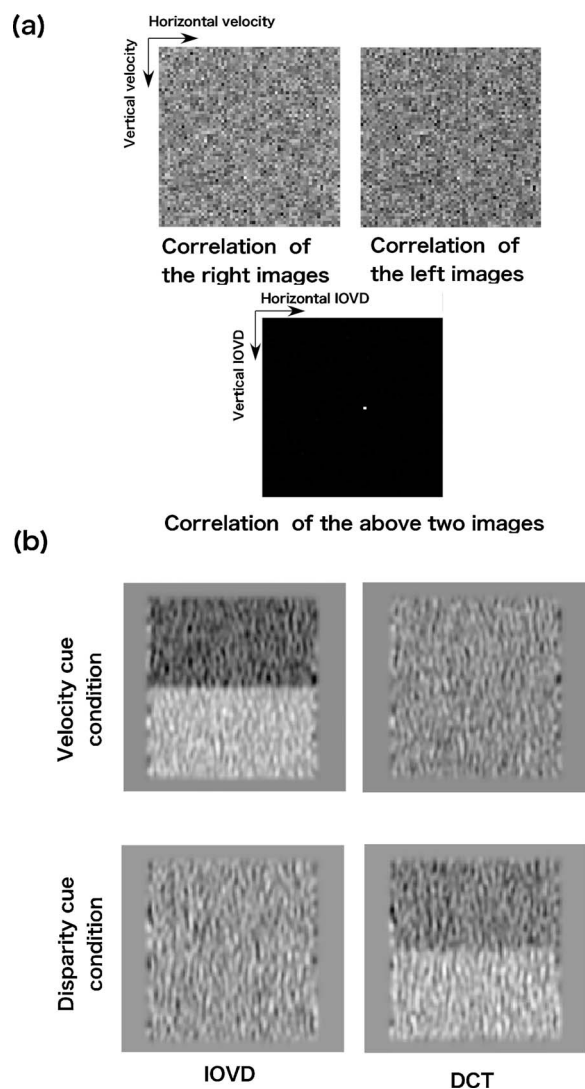 (a)
Horizontal velocity
Vertical velocity
Correlation of
the right images
Correlation of
the left images
Horizontal IOVD
Vertical IOVD
Correlation of the above two images
(b)
Velocity cue
condition
Disparity cue
condition
IOVD
DCT